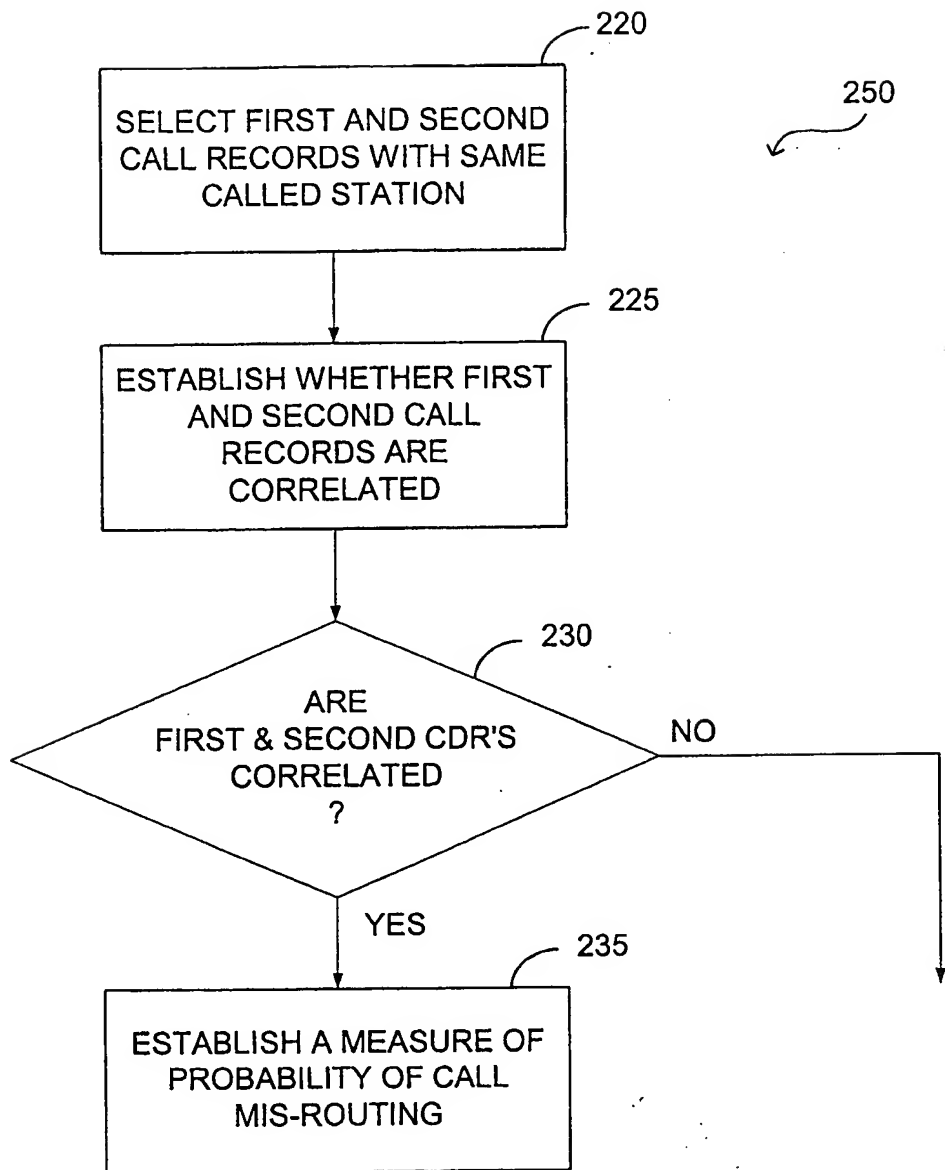 220
250
SELECT FIRST AND SECOND
CALL RECORDS WITH SAME
CALLED STATION
225
ESTABLISH WHETHER FIRST
AND SECOND CALL
RECORDS ARE
CORRELATED
230
ARE
FIRST & SECOND CDR'S
CORRELATED
?
NO
YES
235
ESTABLISH A MEASURE OF
PROBABILITY OF CALL
MIS-ROUTING